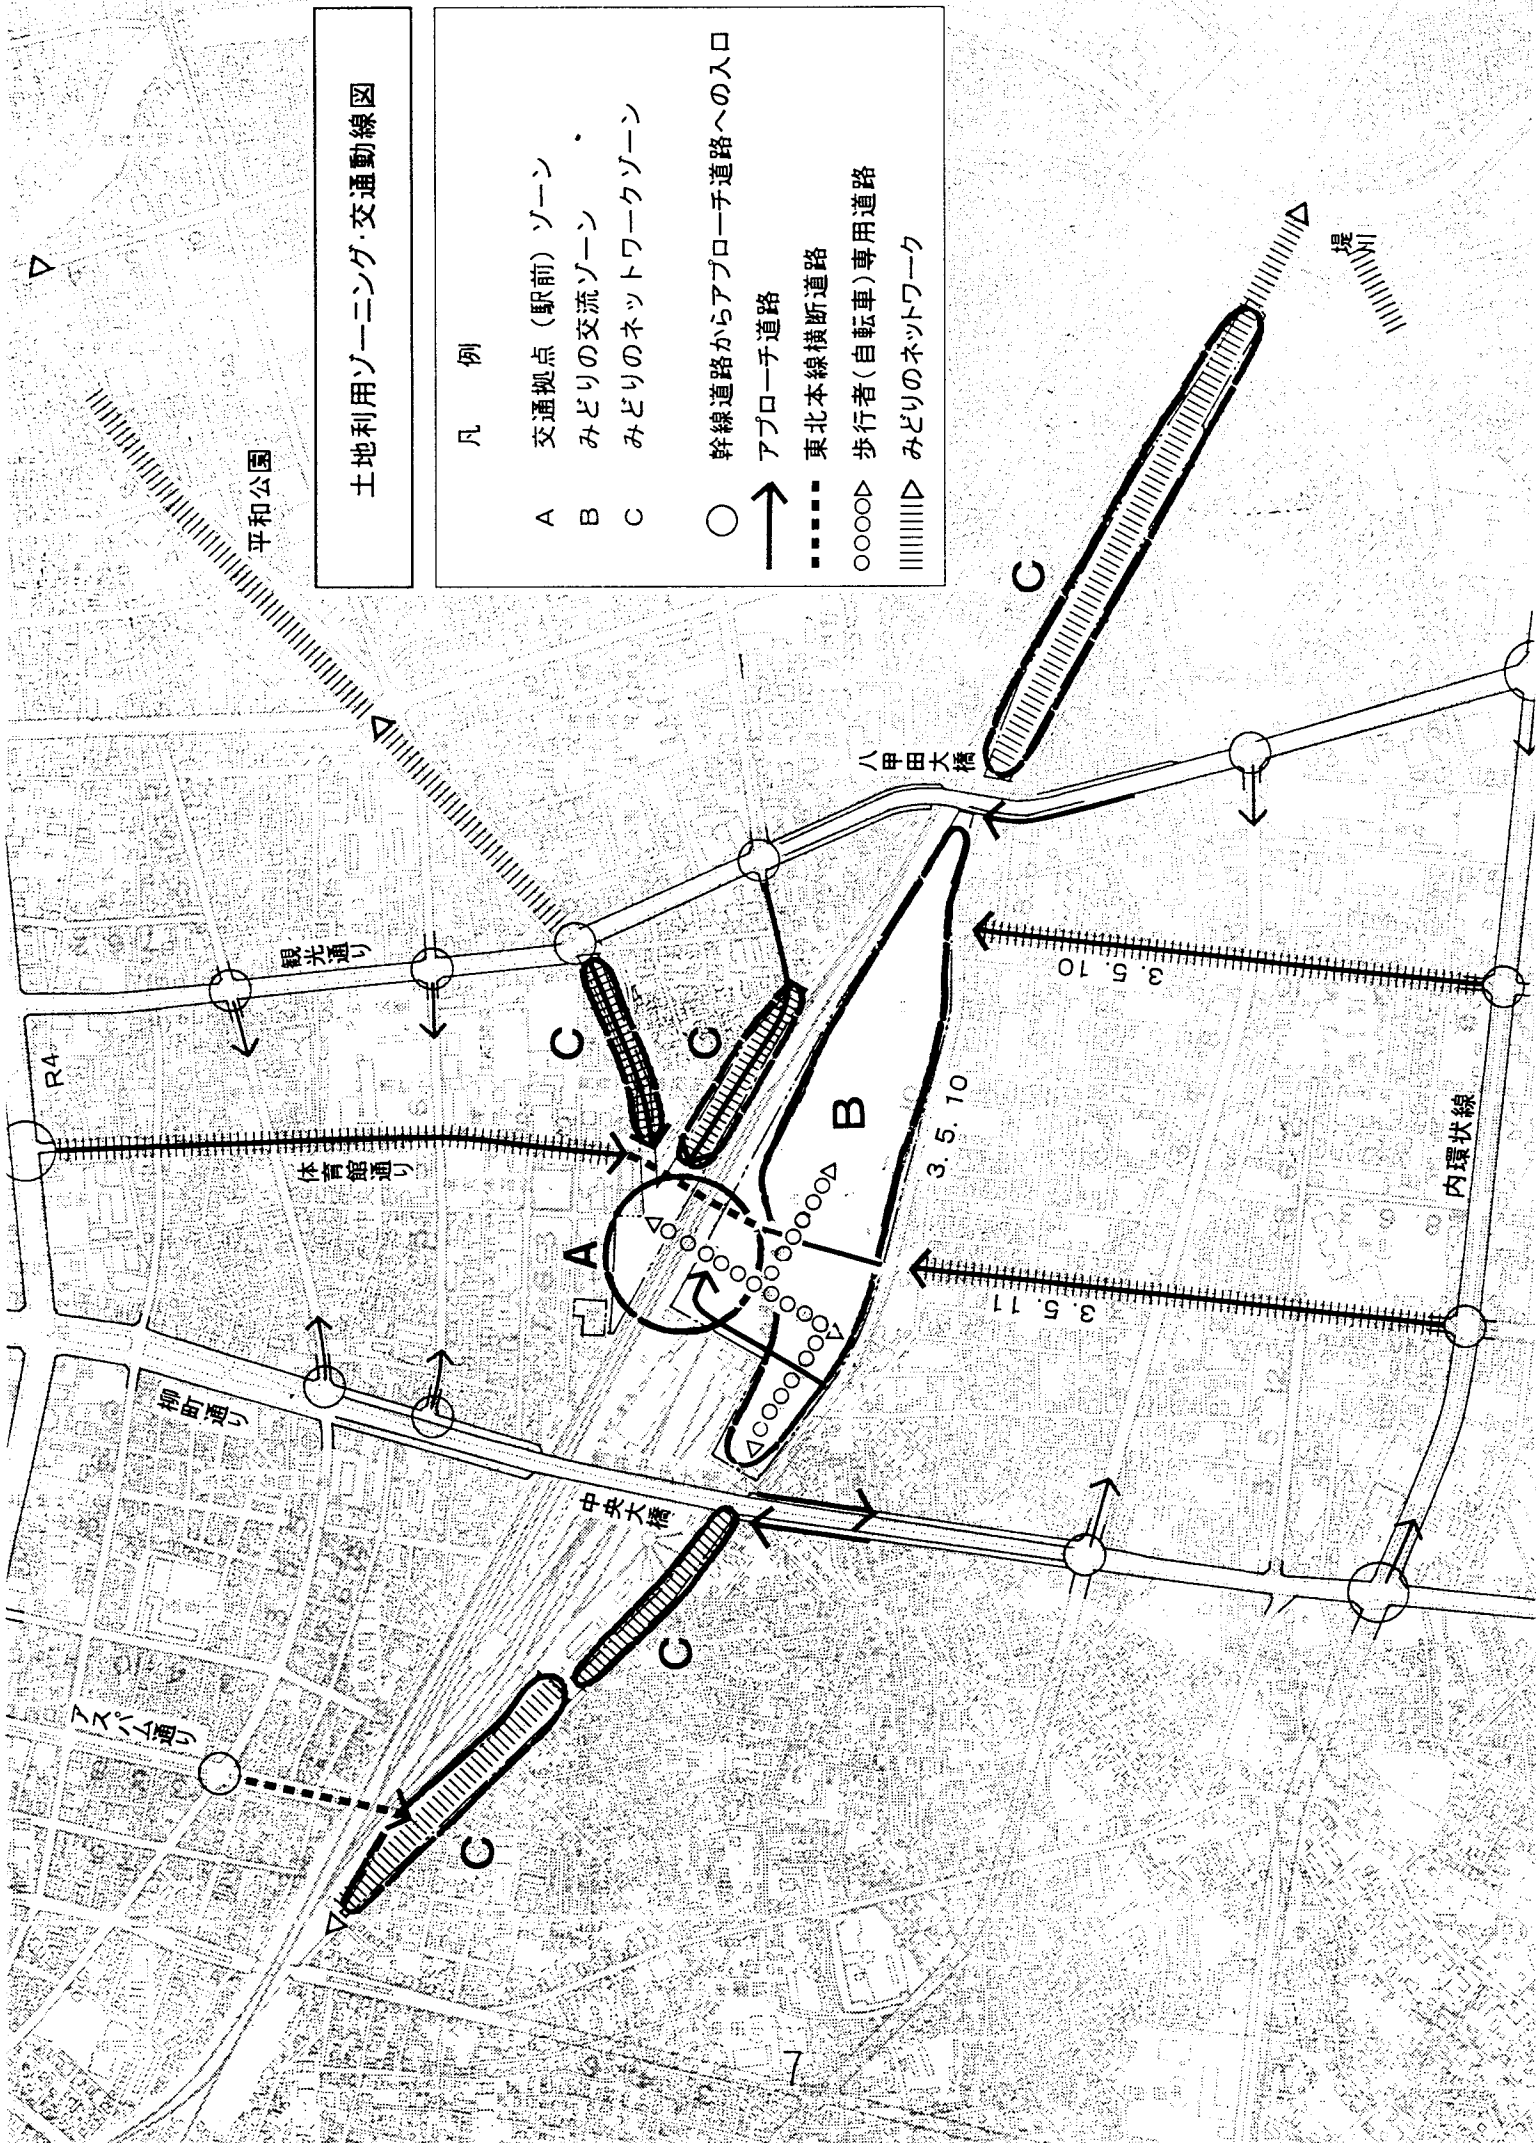 土地利用ゾーニング・交通動線図
凡 例
A 交通拠点（駅前）ゾーン
B みどりの交流ゾーン
C みどりのネットワークゾーン
幹線道路からアプローチ道路への入口
アプローチ道路
東北本線横断道路
歩行者(自転車)専用道路
みどりのネットワーク
平和公園
堤川
八甲田大橋
観光通り
R4
体育館通り
柳町通り
中央大橋
アスパム通り
内環状線
3.5.10
3.5.10
3.5.11
A
B
C
C
C
C
C
7